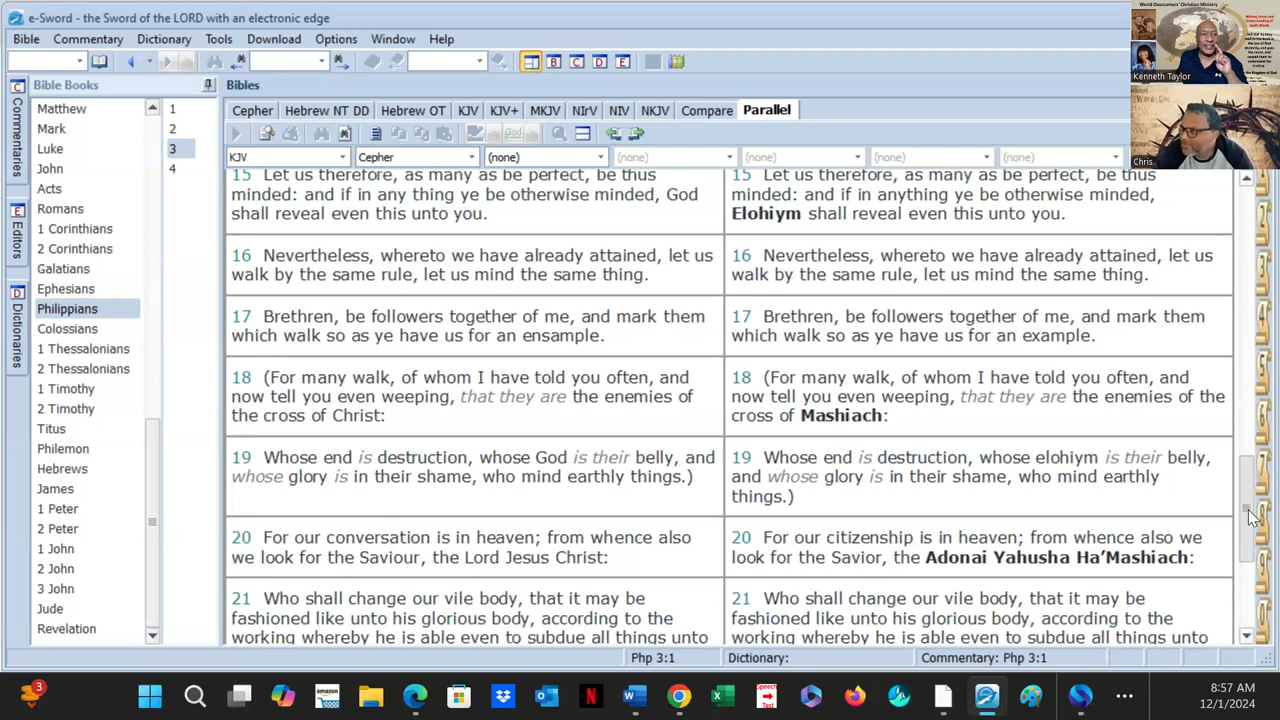 e-Sword - the Sword of the LORD with an electronic edge
Bible Commentary Dictionary Tools Download Options Window Help
B C D E
Bible Books
Bibles
Commentaries
Editors
Dictionaries
Matthew 1
Mark 2
Luke 3
John 4
Acts
Romans
1 Corinthians
2 Corinthians
Galatians
Ephesians
Philippians
Colossians
1 Thessalonians
2 Thessalonians
1 Timothy
2 Timothy
Titus
Philemon
Hebrews
James
1 Peter
2 Peter
1 John
2 John
3 John
Jude
Revelation
Cepher Hebrew NT DD Hebrew OT KJV KJV+ MKJV NIrV NIV NKJV Compare Parallel
KJV Cepher (none) (none) (none) (none) (none)
15 Let us therefore, as many as be perfect, be thus
minded: and if in any thing ye be otherwise minded, God
shall reveal even this unto you.
16 Nevertheless, whereto we have already attained, let us
walk by the same rule, let us mind the same thing.
17 Brethren, be followers together of me, and mark them
which walk so as ye have us for an ensample.
18 (For many walk, of whom I have told you often, and
now tell you even weeping, that they are the enemies of
the cross of Christ:
19 Whose end is destruction, whose God is their belly, and
whose glory is in their shame, who mind earthly things.)
20 For our conversation is in heaven; from whence also
we look for the Saviour, the Lord Jesus Christ:
21 Who shall change our vile body, that it may be
fashioned like unto his glorious body, according to the
working whereby he is able even to subdue all things unto
15 Let us therefore, as many as be perfect, be thus
minded: and if in anything ye be otherwise minded,
Elohiym shall reveal even this unto you.
16 Nevertheless, whereto we have already attained, let us
walk by the same rule, let us mind the same thing.
17 Brethren, be followers together of me, and mark them
which walk so as ye have us for an example.
18 (For many walk, of whom I have told you often, and
now tell you even weeping, that they are the enemies of the
cross of Mashiach:
19 Whose end is destruction, whose elohiym is their belly,
and whose glory is in their shame, who mind earthly
things.)
20 For our citizenship is in heaven; from whence also we
look for the Savior, the Adonai Yahusha Ha'Mashiach:
21 Who shall change our vile body, that it may be
fashioned like unto his glorious body, according to the
working whereby he is able even to subdue all things unto
Php 3:1 Dictionary: Commentary: Php 3:1
World Overcomers' Christian Ministry
Kenneth Taylor
Chris
3
amazon
Speech
Text
8:57 AM
12/1/2024